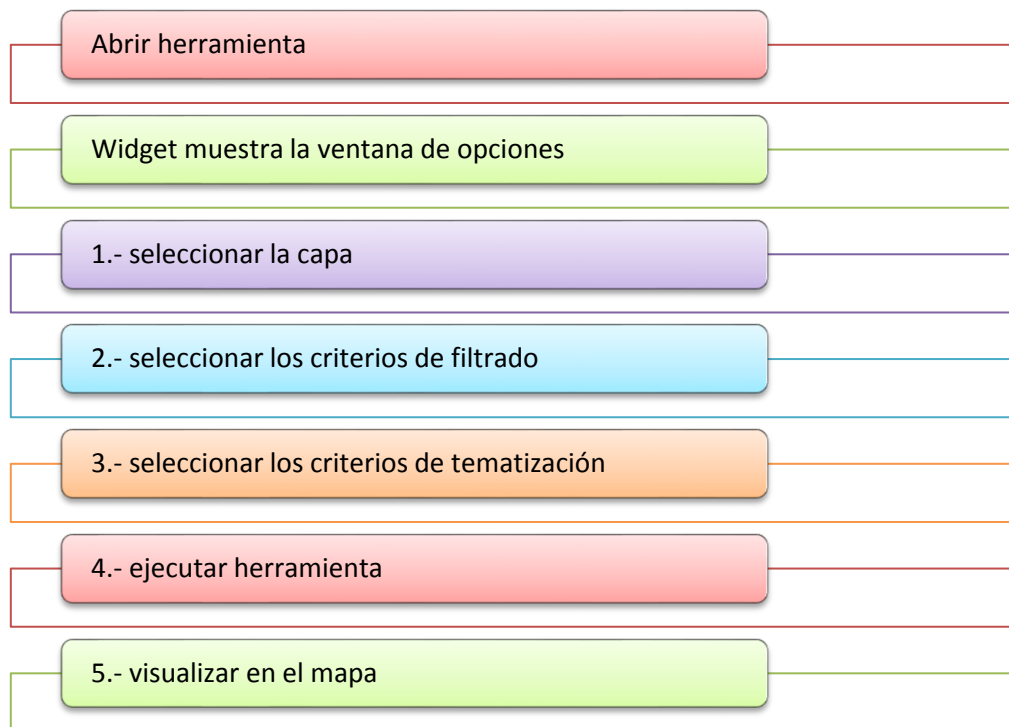 Abrir herramienta
Widget muestra la ventana de opciones
1.- seleccionar la capa
2.- seleccionar los criterios de filtrado
3.- seleccionar los criterios de tematización
4.- ejecutar herramienta
5.- visualizar en el mapa